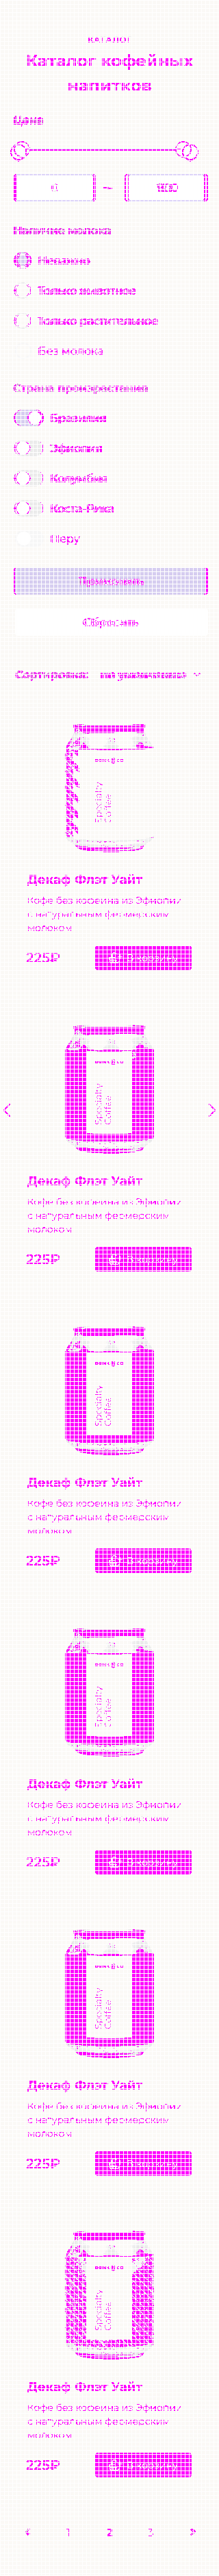 КАТАЛОГ
Каталог кофейных
напитков
Цена
0
—
900
Наличие молока
Неважно
Только животное
Только растительное
Без молока
Страна произрастания
Бразилия
Эфиопия
Колумбия
Коста-Рика
Перу
Применить
Сбросить
Сортировка
Specialty
Coffee
Декаф Флэт Уайт
Кофе без кофеина из Эфиопии
с натуральным фермерским
молоком
225₽
Specialty
Coffee
Декаф Флэт Уайт
Кофе без кофеина из Эфиопии
с натуральным фермерским
молоком
225₽
Specialty
Coffee
Декаф Флэт Уайт
Кофе без кофеина из Эфиопии
с натуральным фермерским
молоком
225₽
Specialty
Coffee
Декаф Флэт Уайт
Кофе без кофеина из Эфиопии
с натуральным фермерским
молоком
225₽
Specialty
Coffee
Декаф Флэт Уайт
Кофе без кофеина из Эфиопии
с натуральным фермерским
молоком
225₽
Specialty
Coffee
Декаф Флэт Уайт
Кофе без кофеина из Эфиопии
с натуральным фермерским
молоком
225₽
1 2 3